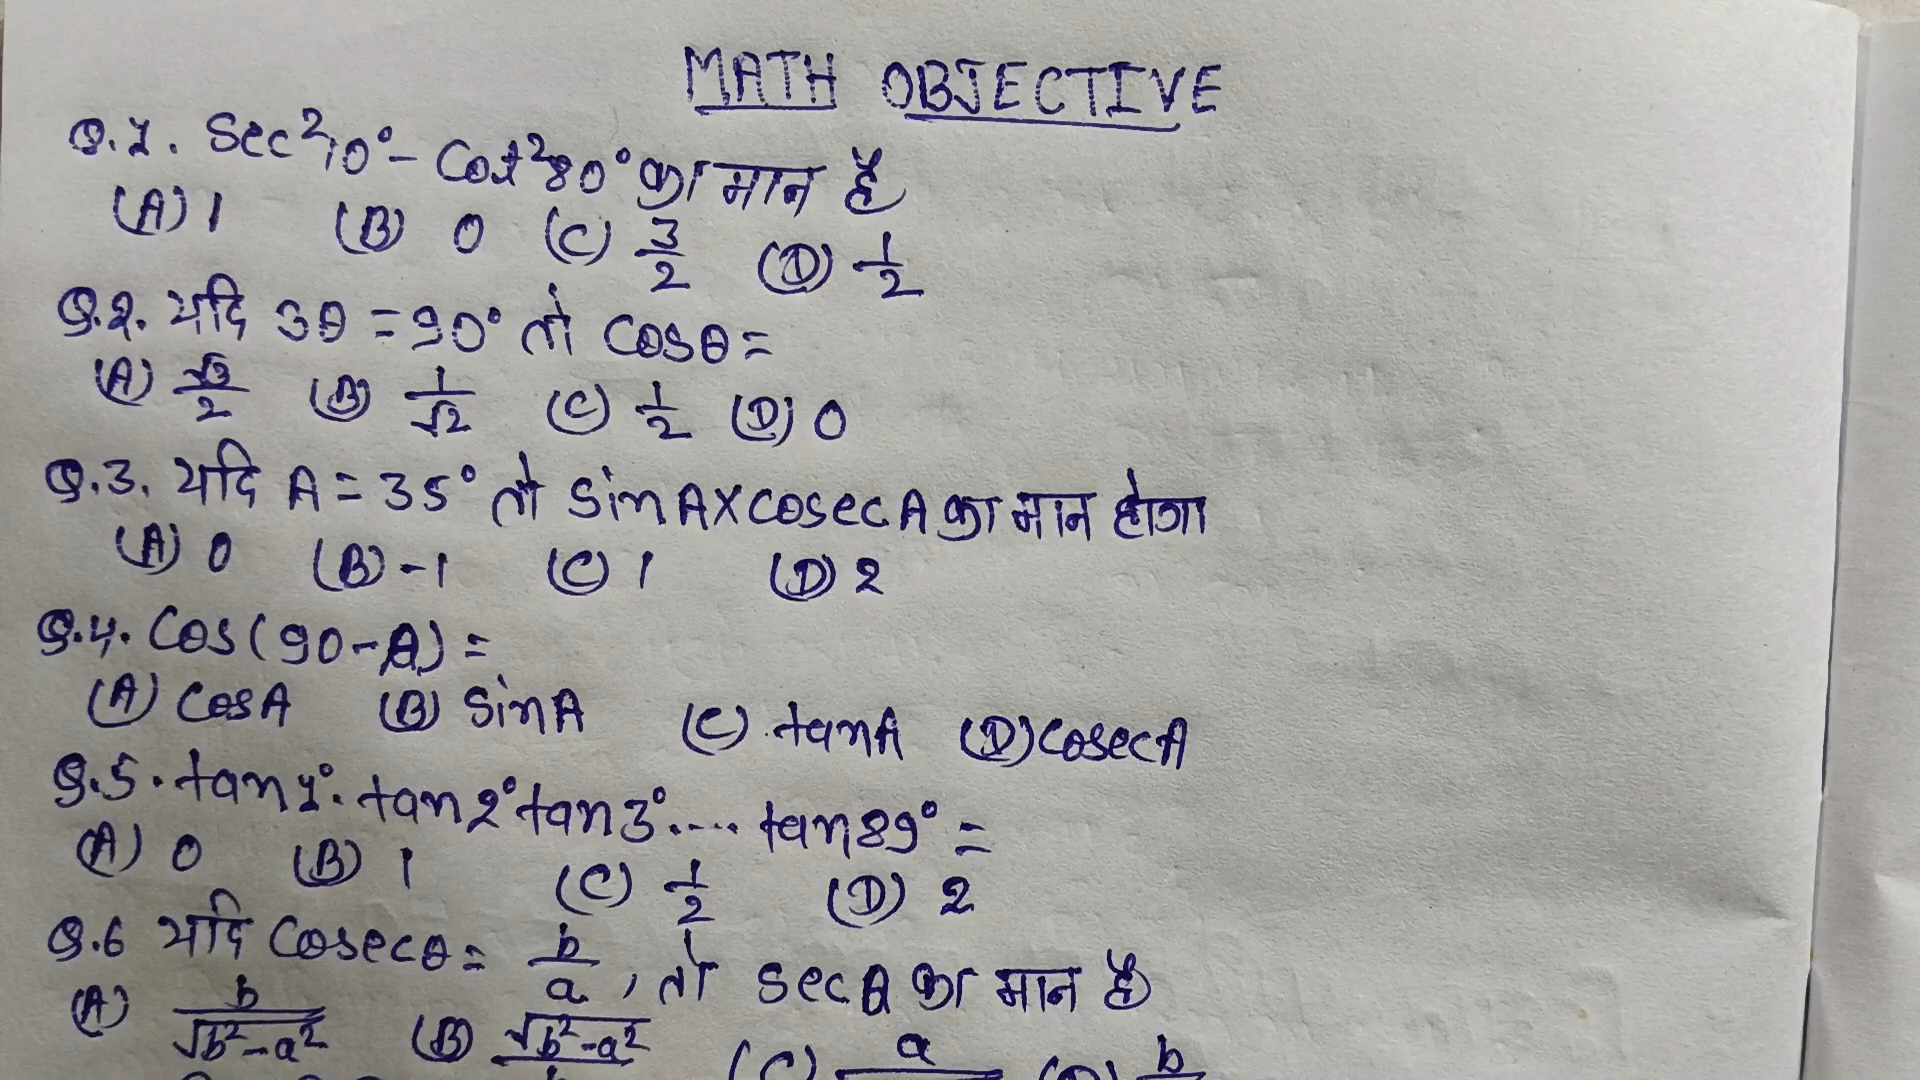 MATH OBJECTIVE
Q.1. Sec²10° - Cot²80° का मान है
(A) 1 (B) 0 (C) 3/2 (D) 1/2
Q.2. यदि 3θ = 90° तो cosθ =
(A) √3/2 (B) 1/√2 (C) 1/2 (D) 0
Q.3. यदि A = 35° तो sinA×cosecA का मान होगा
(A) 0 (B) -1 (C) 1 (D) 2
Q.4. Cos(90-A) =
(A) CosA (B) SinA (C) tanA (D) CosecA
Q.5. tan1°. tan2° tan3°.... tan89° =
(A) 0 (B) 1 (C) 1/2 (D) 2
Q.6 यदि Cosecθ = b/a, तो secθ का मान है
(A) b/√b²-a² (B) √b²-a²/b (C) a (D) b